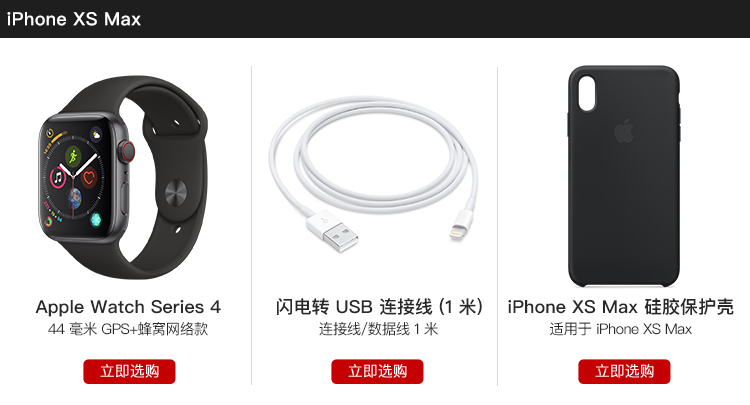 iPhone XS Max
Apple Watch Series 4
44 毫米 GPS+蜂窝网络款
立即选购
闪电转 USB 连接线 (1 米)
连接线/数据线 1 米
立即选购
iPhone XS Max 硅胶保护壳
适用于 iPhone XS Max
立即选购